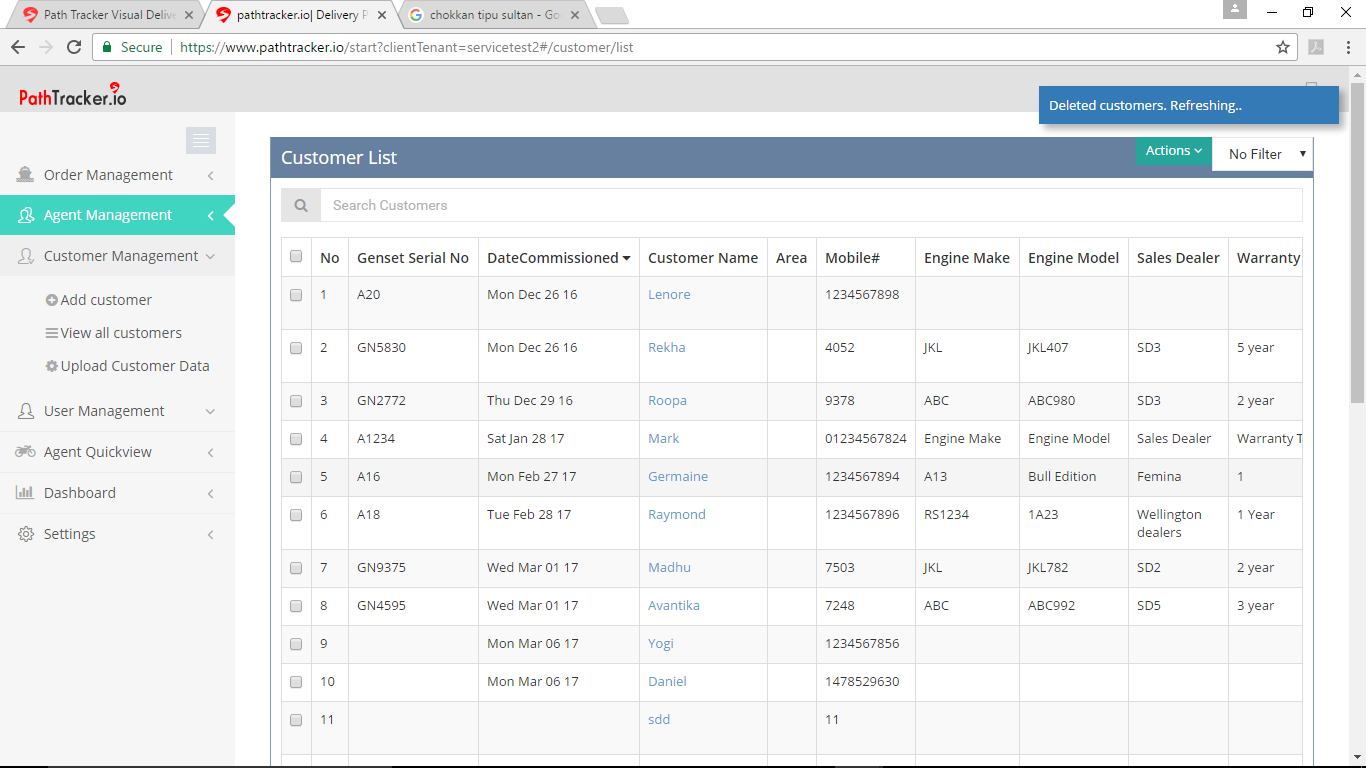 Path Tracker Visual Delive
pathtracker.io| Delivery P
chokkan tipu sultan - Go
Secure
https://www.pathtracker.io/start?clientTenant=servicetest2#/customer/list
PathTracker.io
Deleted customers. Refreshing..
Order Management
Agent Management
Customer Management
Add customer
View all customers
Upload Customer Data
User Management
Agent Quickview
Dashboard
Settings
Customer List
Actions
No Filter
Search Customers
No Genset Serial No DateCommissioned Customer Name Area Mobile# Engine Make Engine Model Sales Dealer Warranty
1 A20 Mon Dec 26 16 Lenore 1234567898
2 GN5830 Mon Dec 26 16 Rekha 4052 JKL JKL407 SD3 5 year
3 GN2772 Thu Dec 29 16 Roopa 9378 ABC ABC980 SD3 2 year
4 A1234 Sat Jan 28 17 Mark 01234567824 Engine Make Engine Model Sales Dealer Warranty T
5 A16 Mon Feb 27 17 Germaine 1234567894 A13 Bull Edition Femina 1
6 A18 Tue Feb 28 17 Raymond 1234567896 RS1234 1A23 Wellington 1 Year
dealers
7 GN9375 Wed Mar 01 17 Madhu 7503 JKL JKL782 SD2 2 year
8 GN4595 Wed Mar 01 17 Avantika 7248 ABC ABC992 SD5 3 year
9 Mon Mar 06 17 Yogi 1234567856
10 Mon Mar 06 17 Daniel 1478529630
11 sdd 11